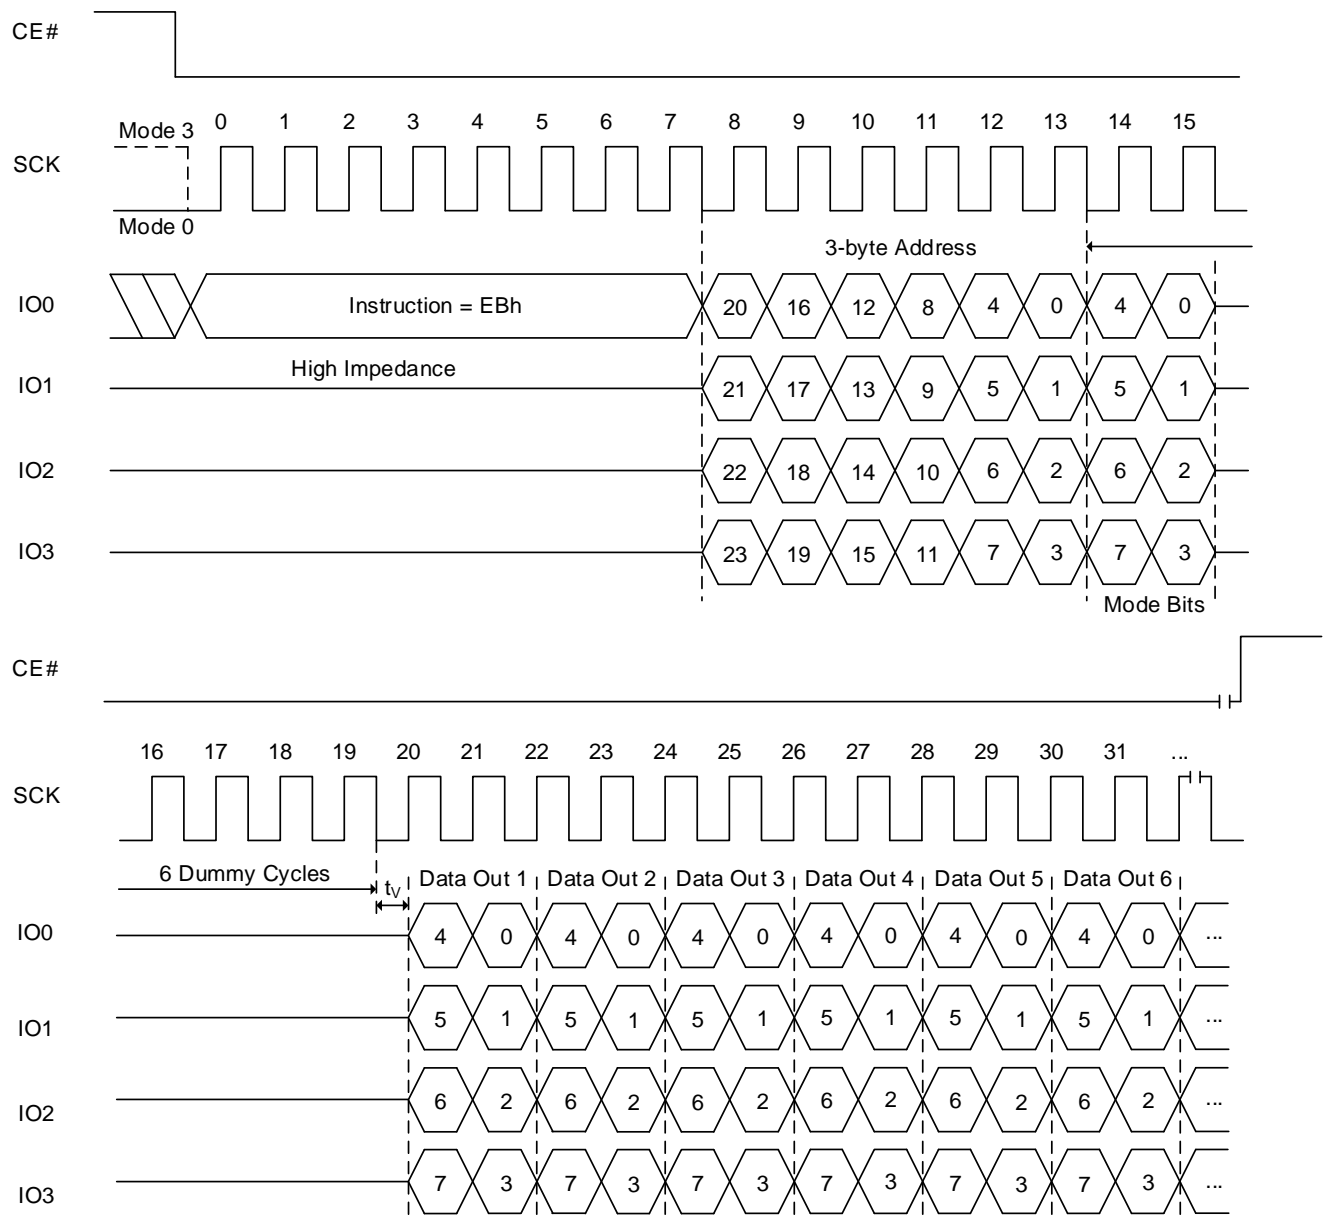 CE#
Mode 3 0 1 2 3 4 5 6 7 8 9 10 11 12 13 14 15
SCK
Mode 0
3-byte Address
IO0 Instruction = EBh 20 16 12 8 4 0 4 0
High Impedance
IO1 21 17 13 9 5 1 5 1
IO2 22 18 14 10 6 2 6 2
IO3 23 19 15 11 7 3 7 3
Mode Bits
CE#
16 17 18 19 20 21 22 23 24 25 26 27 28 29 30 31 ...
SCK
6 Dummy Cycles tV Data Out 1 Data Out 2 Data Out 3 Data Out 4 Data Out 5 Data Out 6
IO0 4 0 4 0 4 0 4 0 4 0 4 0 ...
IO1 5 1 5 1 5 1 5 1 5 1 5 1 ...
IO2 6 2 6 2 6 2 6 2 6 2 6 2 ...
IO3 7 3 7 3 7 3 7 3 7 3 7 3 ...